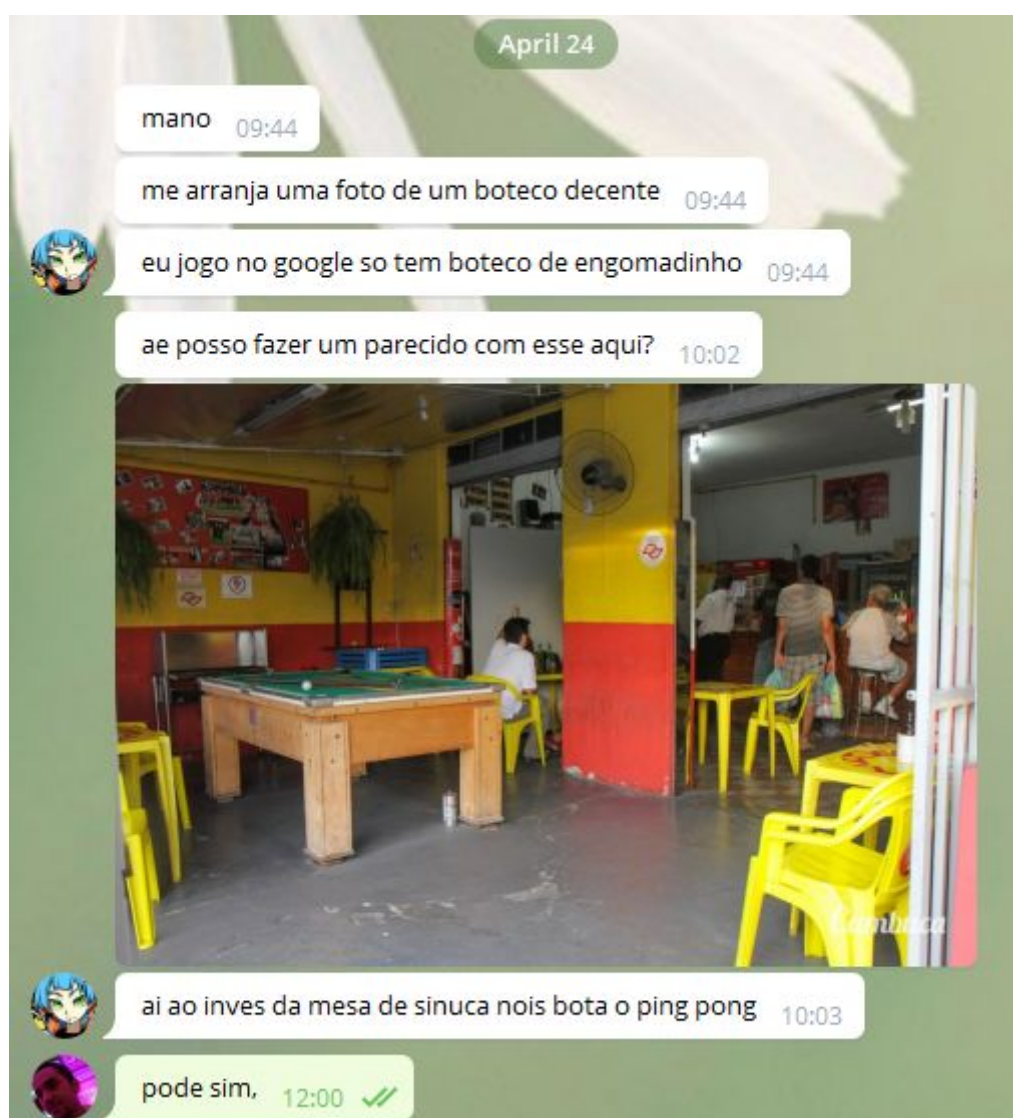 April 24
mano 09:44
me arranja uma foto de um boteco decente 09:44
eu jogo no google so tem boteco de engomadinho 09:44
ae posso fazer um parecido com esse aqui? 10:02
Cambuca
ai ao inves da mesa de sinuca nois bota o ping pong 10:03
pode sim, 12:00